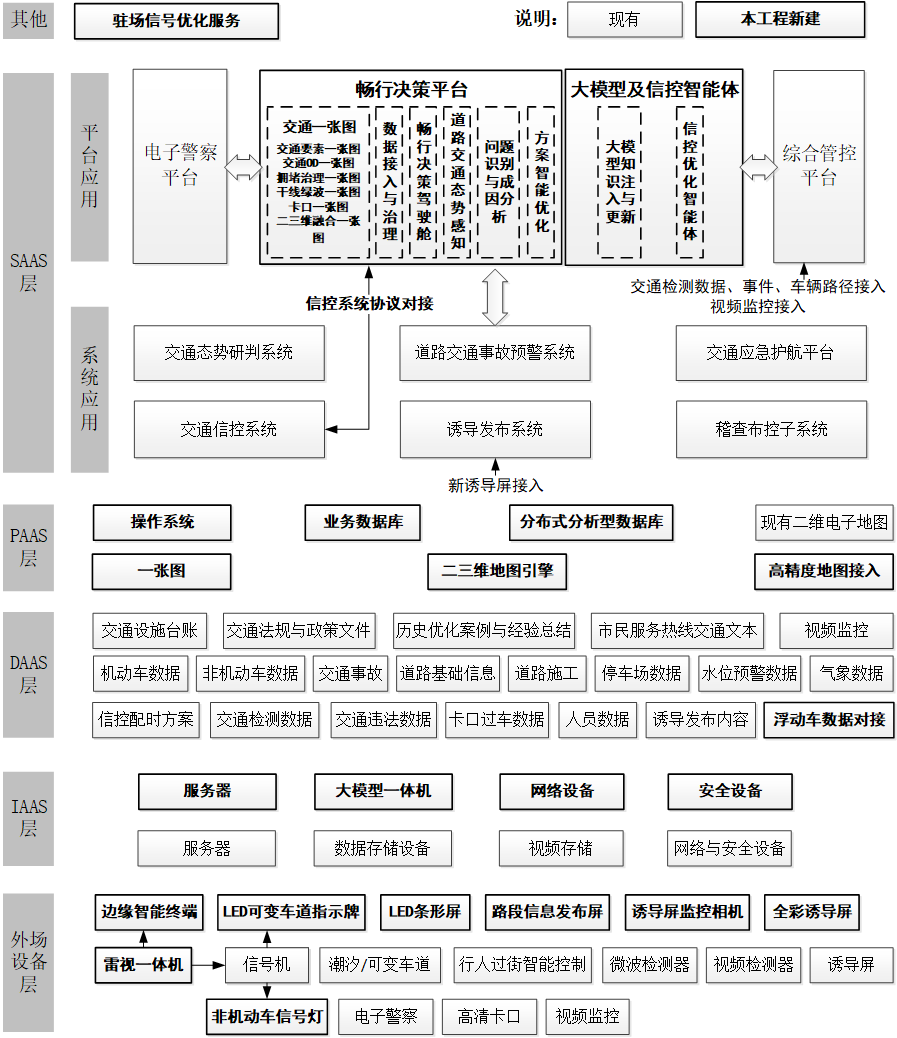 其他
驻场信号优化服务
说明：
现有
本工程新建
SAAS
层
平台应用
电子警察
平台
畅行决策平台
交通一张图
交通要素一张图
交通OD一张图
拥堵治理一张图
干线绿波一张图
卡口一张图
二三维融合一张
图
数据接入与治理
畅行决策驾驶舱
道路交通态势感知
问题识别与成因分析
方案智能优化
大模型及信控智能体
大模型知识注入与更新
信控优化智能体
综合管控
平台
信控系统协议对接
交通检测数据、事件、车辆路径接入
视频监控接入
系统应用
交通态势研判系统
道路交通事故预警系统
交通应急护航平台
交通信控系统
诱导发布系统
稽查布控子系统
新诱导屏接入
PAAS
层
操作系统
业务数据库
分布式分析型数据库
现有二维电子地图
一张图
二三维地图引擎
高精度地图接入
DAAS
层
交通设施台账
交通法规与政策文件
历史优化案例与经验总结
市民服务热线交通文本
视频监控
机动车数据
非机动车数据
交通事故
道路基础信息
道路施工
停车场数据
水位预警数据
气象数据
信控配时方案
交通检测数据
交通违法数据
卡口过车数据
人员数据
诱导发布内容
浮动车数据对接
IAAS
层
服务器
大模型一体机
网络设备
安全设备
服务器
数据存储设备
视频存储
网络与安全设备
外场
设备
层
边缘智能终端
LED可变车道指示牌
LED条形屏
路段信息发布屏
诱导屏监控相机
全彩诱导屏
雷视一体机
信号机
潮汐/可变车道
行人过街智能控制
微波检测器
视频检测器
诱导屏
非机动车信号灯
电子警察
高清卡口
视频监控